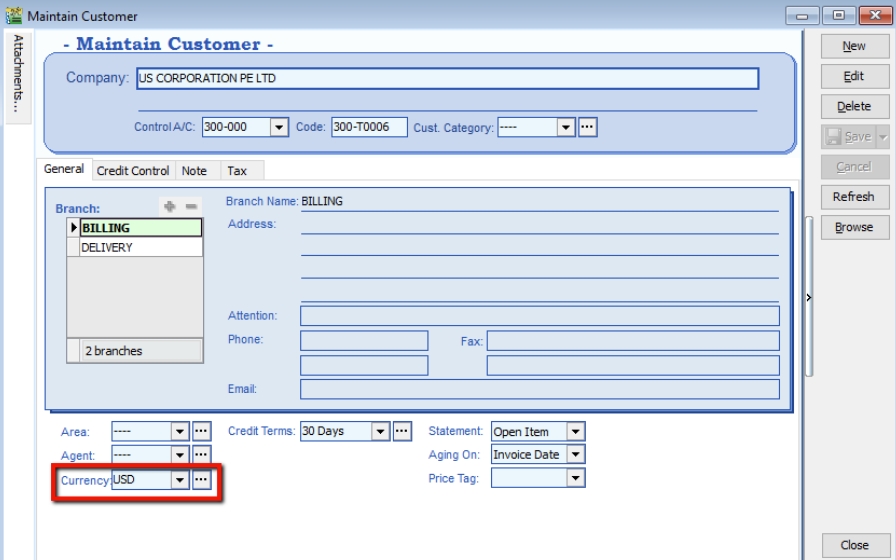 Maintain Customer
Attachments...
- Maintain Customer -
Company: US CORPORATION PE LTD
Control A/C: 300-000 Code: 300-T0006 Cust. Category: ----
General Credit Control Note Tax
Branch:
BILLING
DELIVERY
2 branches
Branch Name: BILLING
Address:
Attention:
Phone: Fax:
Email:
Area: ---- Credit Terms: 30 Days Statement: Open Item
Agent: ---- Aging On: Invoice Date
Currency: USD Price Tag:
New
Edit
Delete
Save
Cancel
Refresh
Browse
Close